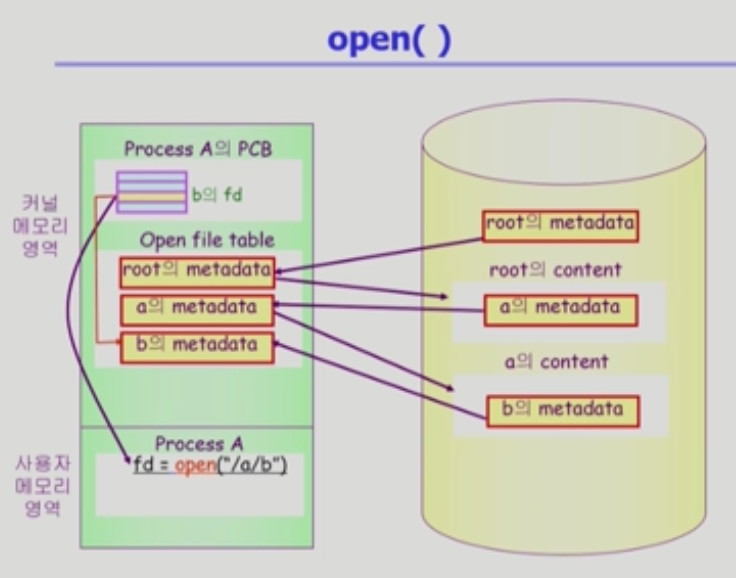 open( )
커널
메모리
영역
Process A의 PCB
b의 fd
Open file table
root의 metadata
a의 metadata
b의 metadata
사용자
메모리
영역
Process A
fd = open("/a/b")
root의 metadata
root의 content
a의 metadata
a의 content
b의 metadata